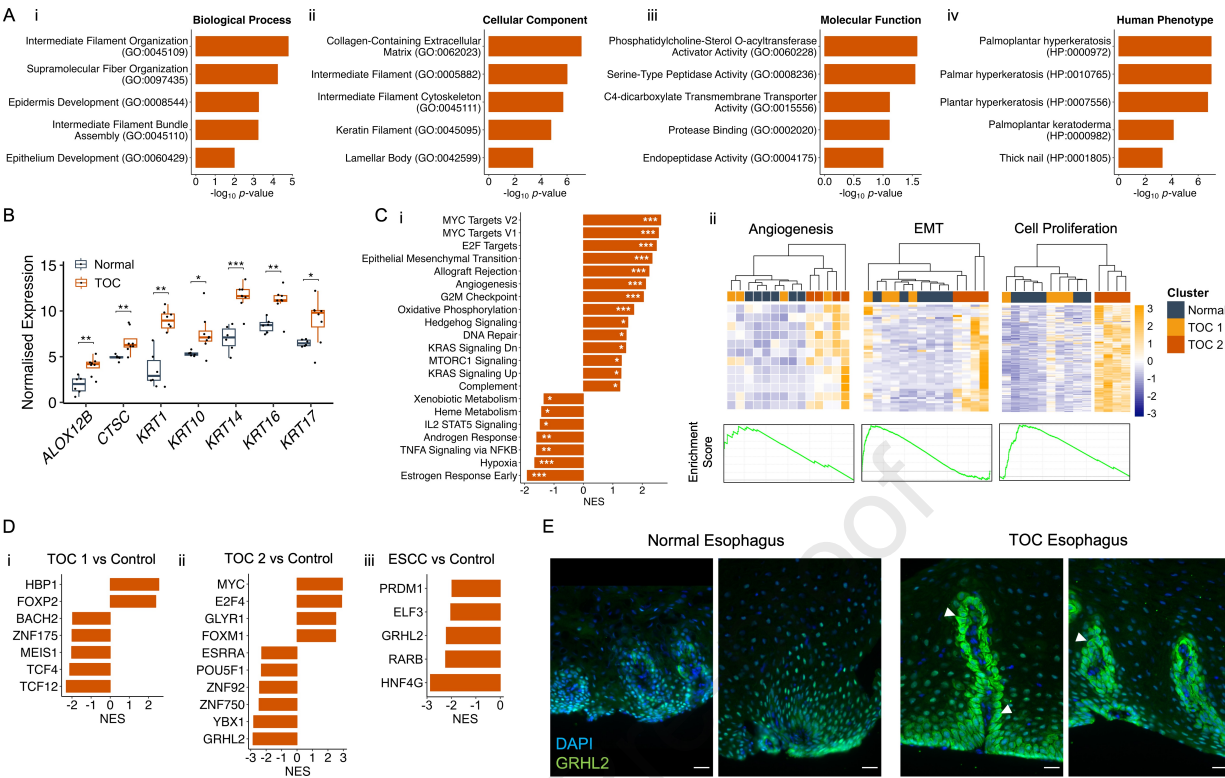 A
i
Biological Process
Intermediate Filament Organization
(GO:0045109)
Supramolecular Fiber Organization
(GO:0097435)
Epidermis Development (GO:0008544)
Intermediate Filament Bundle
Assembly (GO:0045110)
Epithelium Development (GO:0060429)
0 1 2 3 4 5
-log10 p-value
ii
Cellular Component
Collagen-Containing Extracellular
Matrix (GO:0062023)
Intermediate Filament (GO:0005882)
Intermediate Filament Cytoskeleton
(GO:0045111)
Keratin Filament (GO:0045095)
Lamellar Body (GO:0042599)
0 2 4 6
-log10 p-value
iii
Molecular Function
Phosphatidylcholine-Sterol O-acyltransferase
Activator Activity (GO:0060228)
Serine-Type Peptidase Activity (GO:0008236)
C4-dicarboxylate Transmembrane Transporter
Activity (GO:0015556)
Protease Binding (GO:0002020)
Endopeptidase Activity (GO:0004175)
0.0 0.5 1.0 1.5
-log10 p-value
iv
Human Phenotype
Palmoplantar hyperkeratosis
(HP:0000972)
Palmar hyperkeratosis (HP:0010765)
Plantar hyperkeratosis (HP:0007556)
Palmoplantar keratoderma
(HP:0000982)
Thick nail (HP:0001805)
0 2 4 6
-log10 p-value
B
Normalised Expression
15
10
5
0
Normal
TOC
** ** ** * *** ** *
ALOX12B CTSC KRT1 KRT10 KRT14 KRT16 KRT17
C
i
MYC Targets V2 ***
MYC Targets V1 ***
E2F Targets ***
Epithelial Mesenchymal Transition ***
Allograft Rejection ***
Angiogenesis ***
G2M Checkpoint ***
Oxidative Phosphorylation ***
Hedgehog Signaling *
DNA Repair *
KRAS Signaling Dn *
MTORC1 Signaling *
KRAS Signaling Up *
Complement *
Xenobiotic Metabolism *
Heme Metabolism *
IL2 STAT5 Signaling *
Androgen Response **
TNFA Signaling via NFKB **
Hypoxia ***
Estrogen Response Early ***
-2 -1 0 1 2
NES
ii
Angiogenesis
EMT
Cell Proliferation
Cluster
Normal
TOC 1
TOC 2
3
2
1
0
-1
-2
-3
Enrichment
Score
D
i
TOC 1 vs Control
HBP1
FOXP2
BACH2
ZNF175
MEIS1
TCF4
TCF12
-2 -1 0 1 2
NES
ii
TOC 2 vs Control
MYC
E2F4
GLYR1
FOXM1
ESRRA
POU5F1
ZNF92
ZNF750
YBX1
GRHL2
-3 -2 -1 0 1 2 3
NES
iii
ESCC vs Control
PRDM1
ELF3
GRHL2
RARB
HNF4G
-3 -2 -1 0
NES
E
Normal Esophagus
TOC Esophagus
DAPI
GRHL2